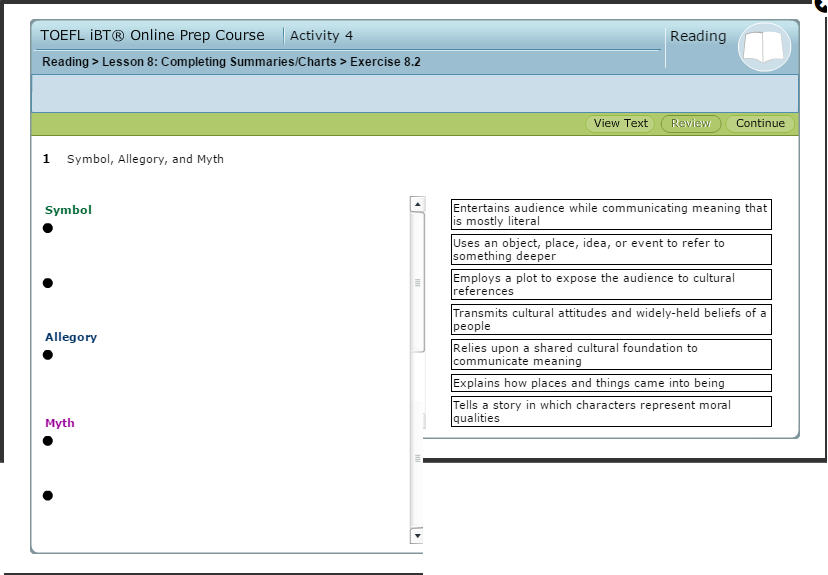 TOEFL iBT® Online Prep Course Activity 4 Reading
Reading > Lesson 8: Completing Summaries/Charts > Exercise 8.2
View Text Review Continue
1 Symbol, Allegory, and Myth
Symbol
Allegory
Myth
Entertains audience while communicating meaning that
is mostly literal
Uses an object, place, idea, or event to refer to
something deeper
Employs a plot to expose the audience to cultural
references
Transmits cultural attitudes and widely-held beliefs of a
people
Relies upon a shared cultural foundation to
communicate meaning
Explains how places and things came into being
Tells a story in which characters represent moral
qualities